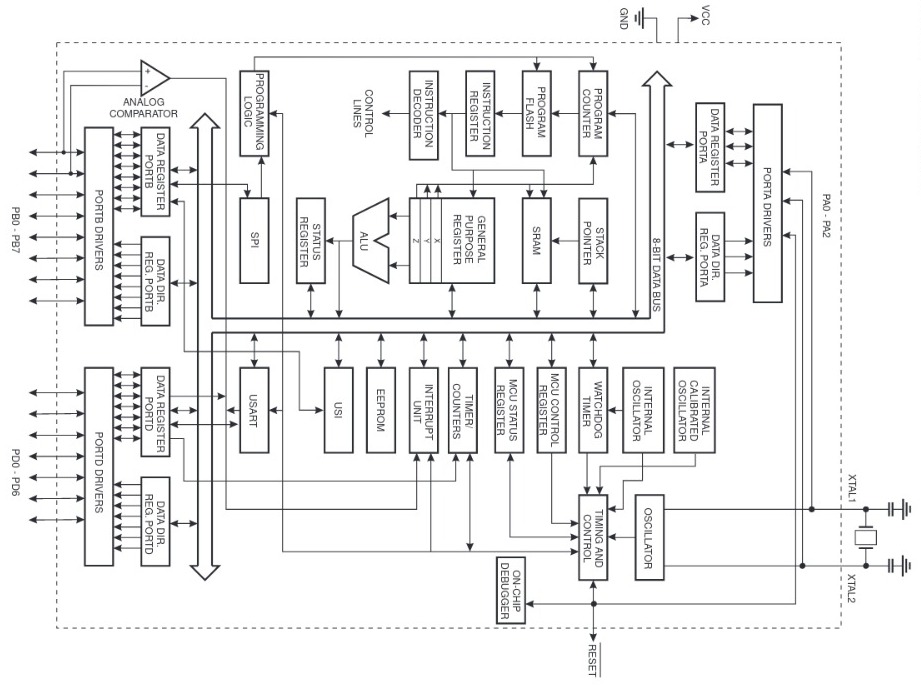 XTAL1
XTAL2
PA0 - PA2
VCC
GND
PORTA DRIVERS
DATA REGISTER
PORTA
DATA DIR.
REG. PORTA
8-BIT DATA BUS
INTERNAL
CALIBRATED
OSCILLATOR
INTERNAL
OSCILLATOR
OSCILLATOR
PROGRAM
COUNTER
STACK
POINTER
WATCHDOG
TIMER
TIMING AND
CONTROL
RESET
PROGRAM
FLASH
SRAM
MCU CONTROL
REGISTER
ON-CHIP
DEBUGGER
INSTRUCTION
REGISTER
GENERAL
PURPOSE
REGISTER
X
Y
Z
MCU STATUS
REGISTER
INSTRUCTION
DECODER
TIMER/
COUNTERS
INTERRUPT
UNIT
CONTROL
LINES
ALU
EEPROM
STATUS
REGISTER
USI
PROGRAMMING
LOGIC
SPI
USART
+
-
ANALOG
COMPARATOR
DATA REGISTER
PORTB
DATA DIR.
REG. PORTB
DATA REGISTER
PORTD
DATA DIR.
REG. PORTD
PORTB DRIVERS
PORTD DRIVERS
PB0 - PB7
PD0 - PD6